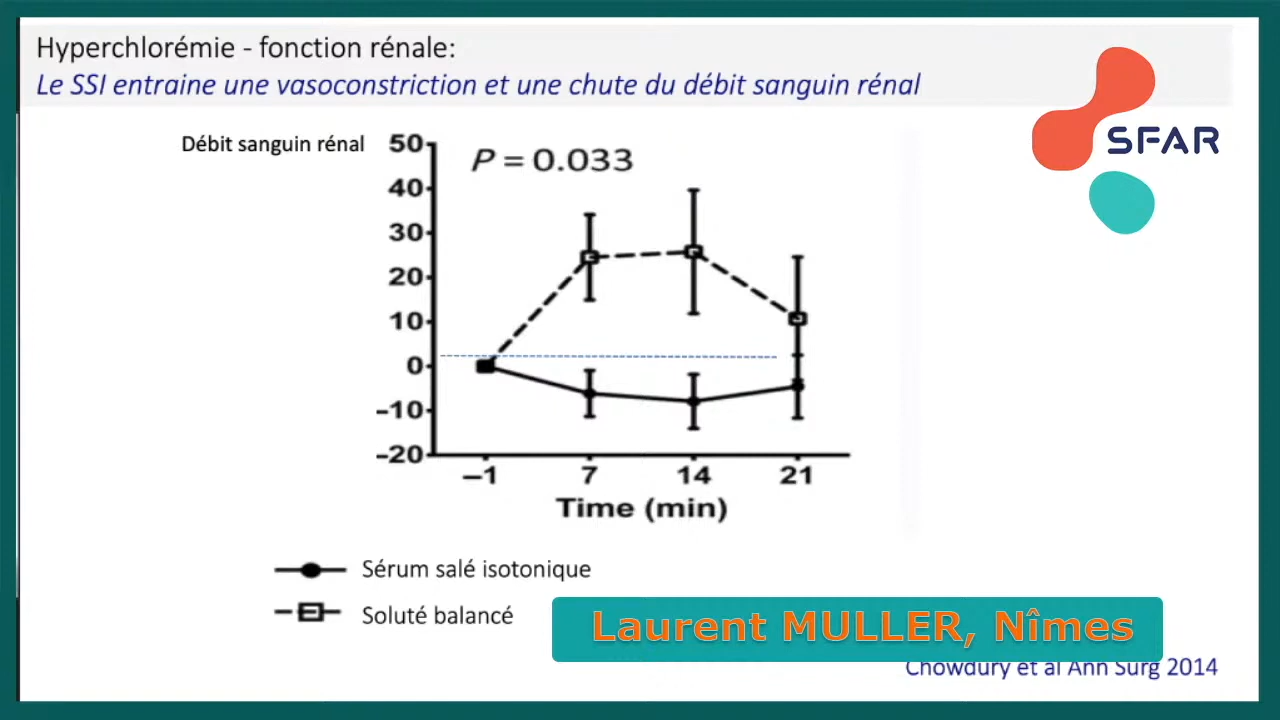 Hyperchlorémie - fonction rénale:
Le SSI entraine une vasoconstriction et une chute du débit sanguin rénal
SFAR
Débit sanguin rénal
P = 0.033
50
40
30
20
10
0
–10
–20
–1 7 14 21
Time (min)
Sérum salé isotonique
Soluté balancé
Laurent MULLER, Nîmes
Chowdury et al Ann Surg 2014